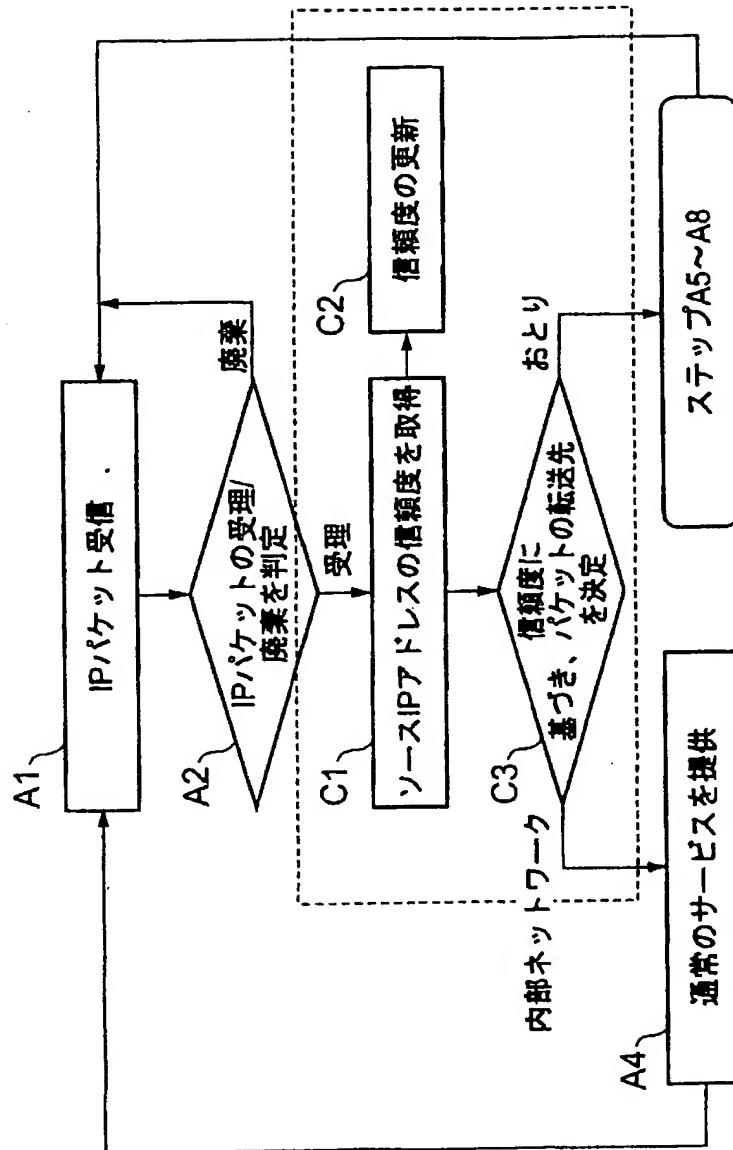 A1
IPパケット受信
A2
IPパケットの受理/
廃棄を判定
廃棄
受理
C1
ソースIPアドレスの信頼度を取得
C2
信頼度の更新
C3
信頼度に
基づき、パケットの転送先
を決定
内部ネットワーク
おとり
A4
通常のサービスを提供
ステップA5～A8